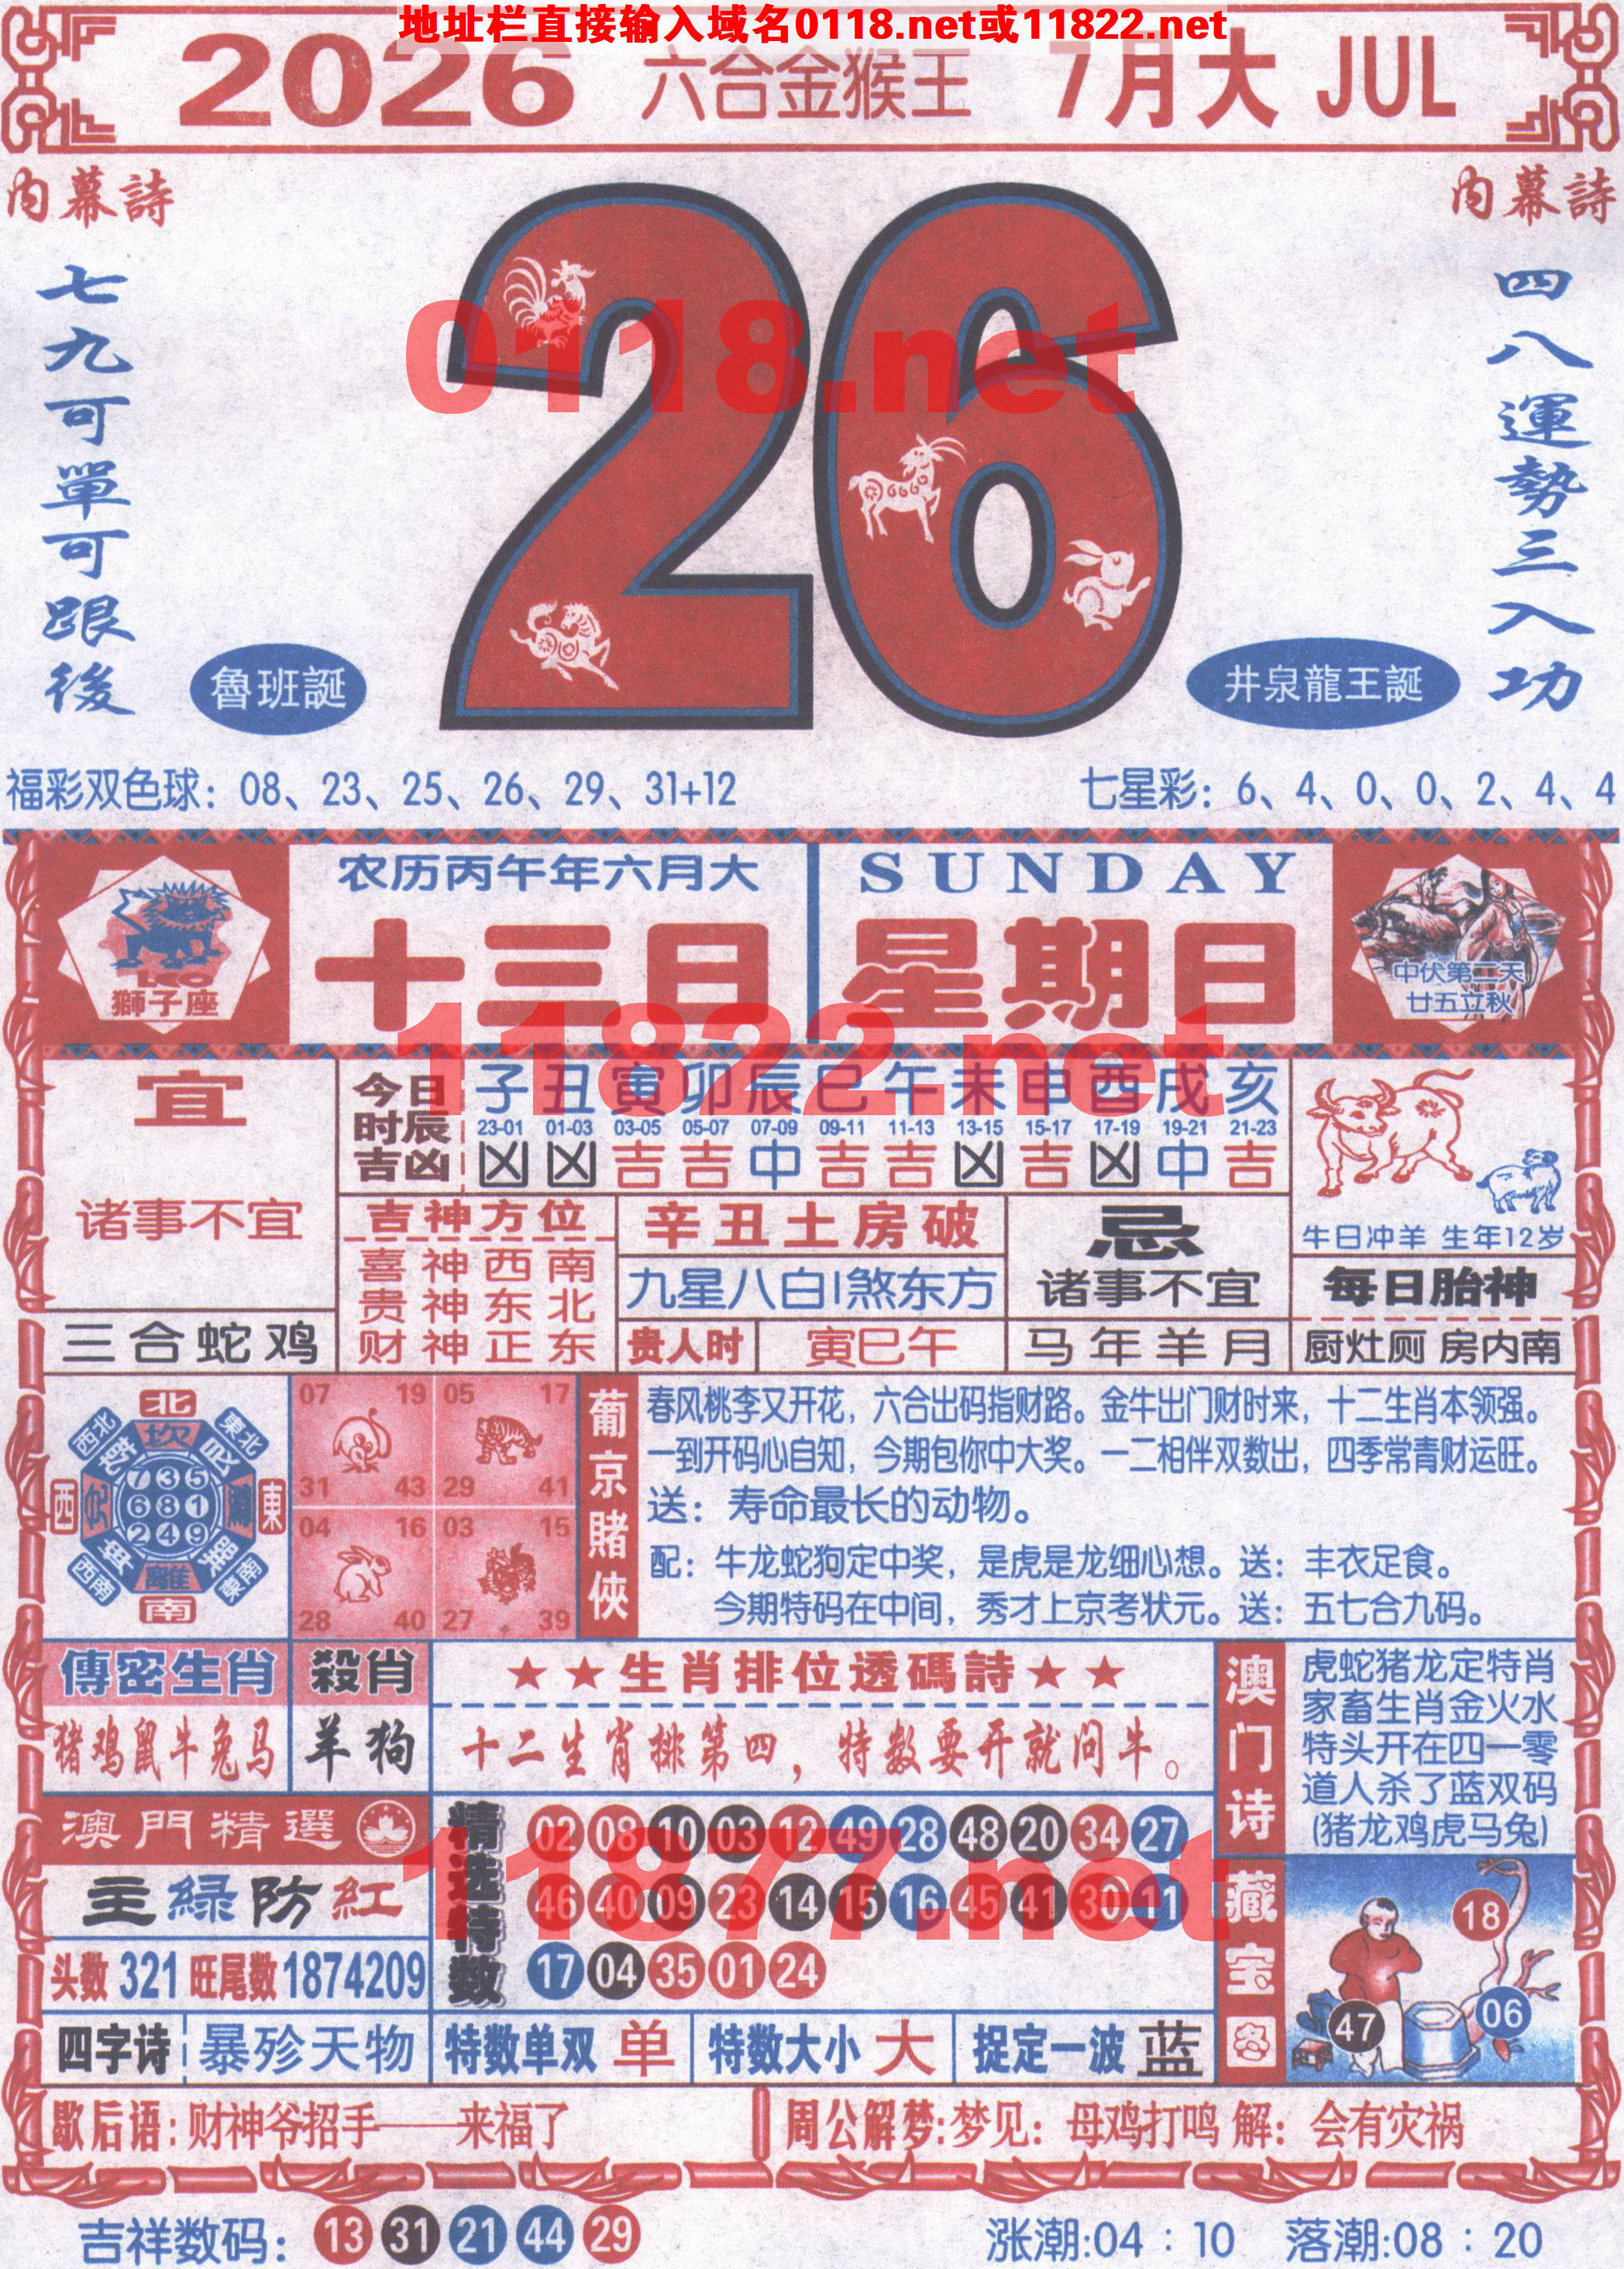 地址栏直接输入域名0118.net或11822.net
2026 六合金猴王 7月大 JUL
内幕詩
内幕詩
七九可單可跟後
四八運勢三入功
0118.net
魯班誕
井泉龍王誕
福彩双色球：08、23、25、26、29、31+12
七星彩：6、4、0、0、2、4、4
獅子座
农历丙午年六月大
十三日
SUNDAY
星期日
中伏第二天
廿五立秋
11822.net
宜
诸事不宜
三合蛇鸡
今日时辰吉凶
子 丑 寅 卯 辰 巳 午 未 申 酉 戌 亥
23-01 01-03 03-05 05-07 07-09 09-11 11-13 13-15 15-17 17-19 19-21 21-23
凶 凶 吉 吉 中 吉 吉 凶 吉 凶 中 吉
吉神方位
喜神西南
贵神东北
财神正东
辛丑土房破
九星八白|煞东方
贵人时 寅巳午
忌
诸事不宜
马年羊月
牛日冲羊 生年12岁
每日胎神
厨灶厕 房内南
北
西北 東北
坎
西 東
7 3 5
6 8 1
2 4 9
西南 東南
離
南
07 19 05 17
31 43 29 41
04 16 03 15
28 40 27 39
葡京賭俠
春风桃李又开花，六合出码指财路。金牛出门财时来，十二生肖本领强。
一到开码心自知，今期包你中大奖。一二相伴双数出，四季常青财运旺。
送：寿命最长的动物。
配：牛龙蛇狗定中奖，是虎是龙细心想。送：丰衣足食。
今期特码在中间，秀才上京考状元。送：五七合九码。
傳密生肖
猪鸡鼠牛兔马
殺肖
羊狗
★★生肖排位透碼詩★★
十二生肖排第四，特数要开就问牛。
澳门诗
虎蛇猪龙定特肖
家畜生肖金火水
特头开在四一零
道人杀了蓝双码
(猪龙鸡虎马兔)
澳門精選
主緑防紅
头数 321 旺尾数 1874209
精选特数
02 08 10 03 12 49 28 48 20 34 27
46 40 09 23 14 15 16 45 41 30 11
17 04 35 01 24
11877.net
藏宝图
18
47
06
四字诗 暴殄天物
特数单双 单
特数大小 大
捉定一波 蓝
歇后语：财神爷招手——来福了
周公解梦：梦见：母鸡打鸣 解：会有灾祸
吉祥数码：13 31 21 44 29
涨潮:04：10 落潮:08：20